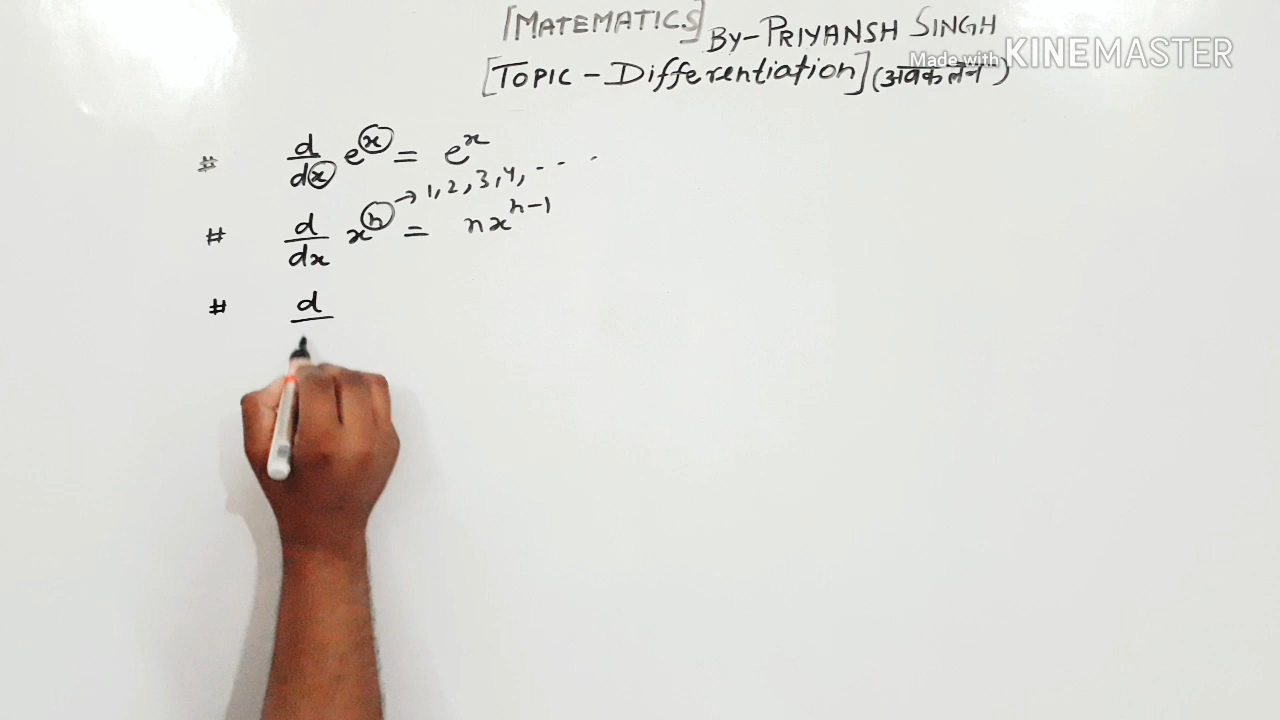 [MATEMATICS] BY-PRIYANSH SINGH
Made with KINEMASTER
[TOPIC - Differentiation] (अवकलन)
# d/dx e^x = e^x
# d/dx x^n → 1, 2, 3, 4, - - - = nx^n-1
# d